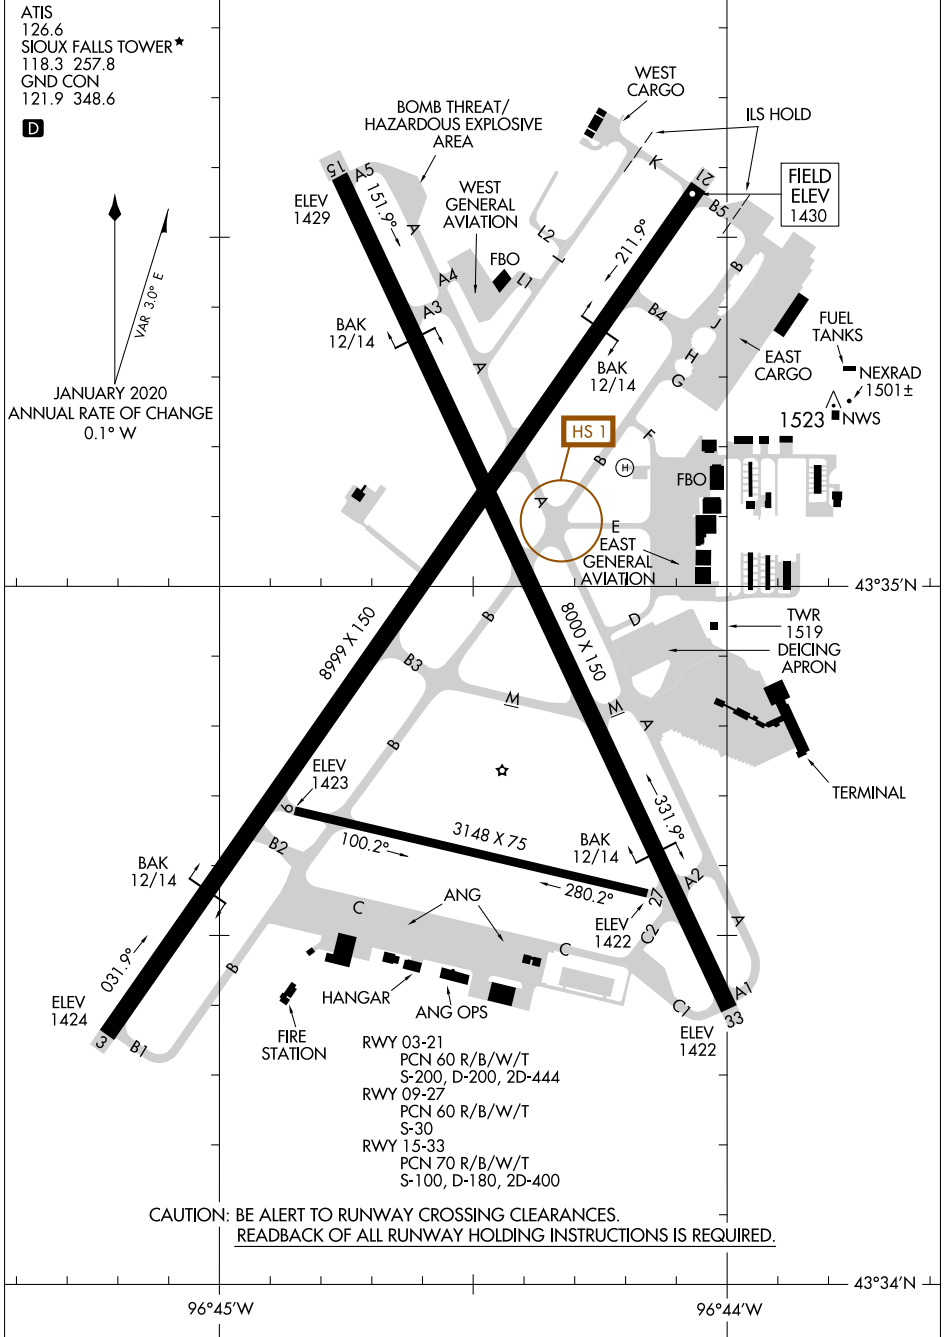 ATIS
126.6
SIOUX FALLS TOWER★
118.3 257.8
GND CON
121.9 348.6
D
WEST
CARGO
BOMB THREAT/
HAZARDOUS EXPLOSIVE
AREA
ILS HOLD
K
15
A5
ELEV
1429
151.9°
A
WEST
GENERAL
AVIATION
FBO
L2
L
L1
21
B5
FIELD
ELEV
1430
211.9°
B
VAR 3.0° E
JANUARY 2020
ANNUAL RATE OF CHANGE
0.1° W
A4
A3
BAK
12/14
A
B4
BAK
12/14
J
H
G
EAST
CARGO
FUEL
TANKS
NEXRAD
1501±
1523
NWS
HS 1
F
B
H
FBO
A
E
EAST
GENERAL
AVIATION
43°35'N
8999 X 150
B
8000 X 150
D
TWR
1519
DEICING
APRON
B3
M
M
A
B
TERMINAL
ELEV
1423
9
3148 X 75
100.2°
280.2°
331.9°
BAK
12/14
B2
BAK
12/14
A2
27
ELEV
1422
C2
A
C
ANG
C
031.9°
B
ELEV
1424
3
B1
HANGAR
ANG OPS
FIRE
STATION
C1
A1
33
ELEV
1422
RWY 03-21
PCN 60 R/B/W/T
S-200, D-200, 2D-444
RWY 09-27
PCN 60 R/B/W/T
S-30
RWY 15-33
PCN 70 R/B/W/T
S-100, D-180, 2D-400
CAUTION: BE ALERT TO RUNWAY CROSSING CLEARANCES.
READBACK OF ALL RUNWAY HOLDING INSTRUCTIONS IS REQUIRED.
43°34'N
96°45'W
96°44'W